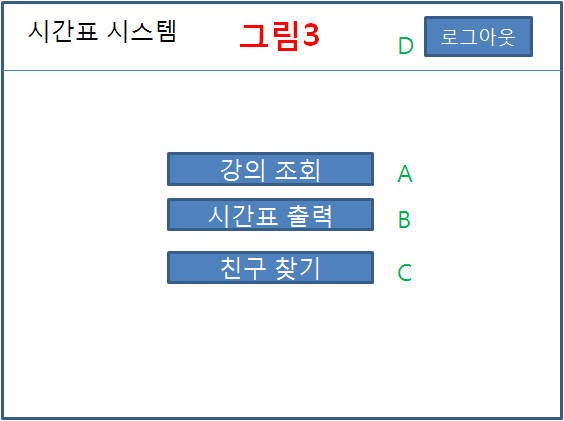 시간표 시스템
그림3
D
로그아웃
강의 조회
A
시간표 출력
B
친구 찾기
C